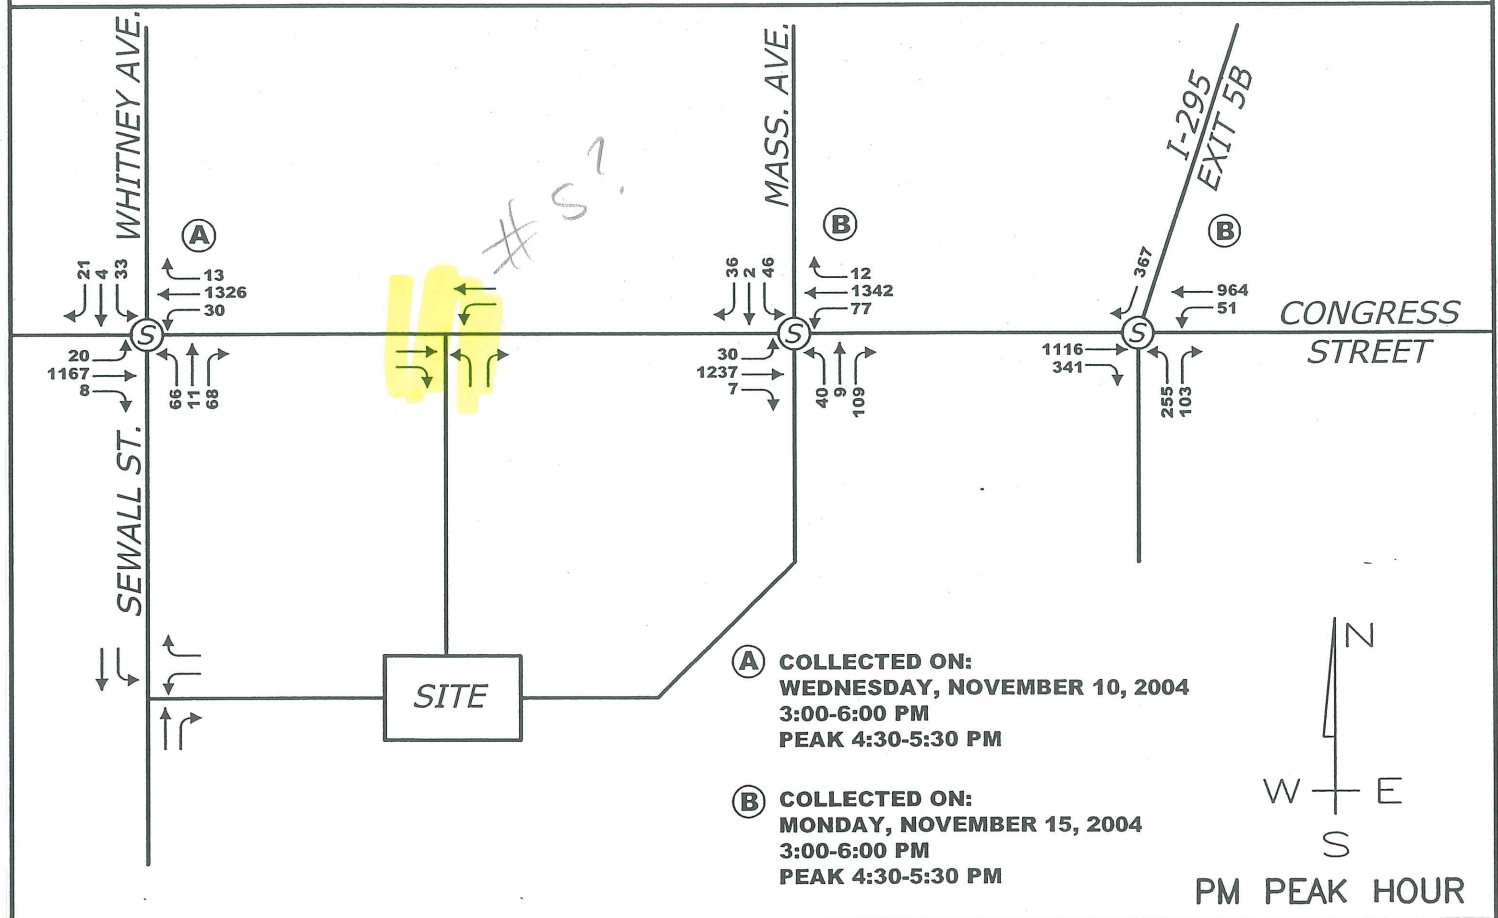 WHITNEY AVE.
MASS. AVE.
I-295
EXIT 5B
# S?
A
B
B
21 4 33
13
1326
30
36 2 46
12
1342
77
367
964
51
CONGRESS
STREET
S
S
S
20
1167
8
66 11 68
30
1237
7
40 9 109
1116
341
255 103
SEWALL ST.
SITE
A COLLECTED ON:
WEDNESDAY, NOVEMBER 10, 2004
3:00-6:00 PM
PEAK 4:30-5:30 PM
B COLLECTED ON:
MONDAY, NOVEMBER 15, 2004
3:00-6:00 PM
PEAK 4:30-5:30 PM
N
W E
S
PM PEAK HOUR